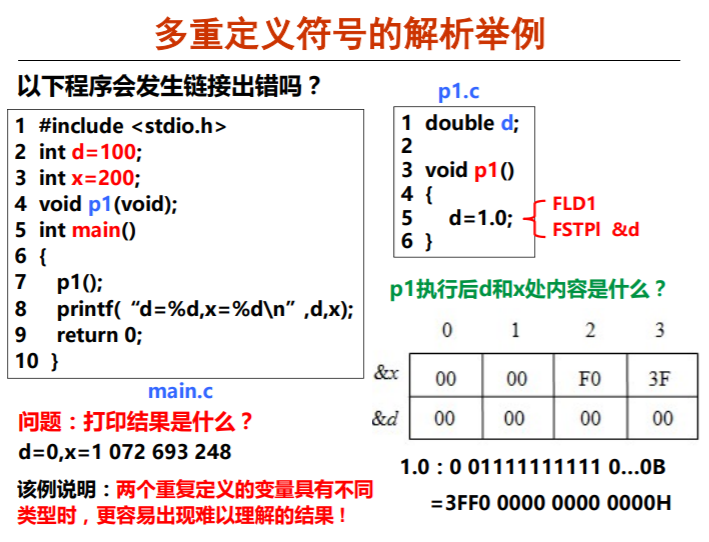 多重定义符号的解析举例
以下程序会发生链接出错吗？
1 #include <stdio.h>
2 int d=100;
3 int x=200;
4 void p1(void);
5 int main()
6 {
7 p1();
8 printf( “d=%d,x=%d\n” ,d,x);
9 return 0;
10 }
main.c
问题：打印结果是什么？
d=0,x=1 072 693 248
该例说明：两个重复定义的变量具有不同
类型时，更容易出现难以理解的结果！
p1.c
1 double d;
2
3 void p1()
4 {
5 d=1.0;
6 }
FLD1
FSTPl &d
p1执行后d和x处内容是什么？
0 1 2 3
&x 00 00 F0 3F
&d 00 00 00 00
1.0：0 01111111111 0...0B
=3FF0 0000 0000 0000H